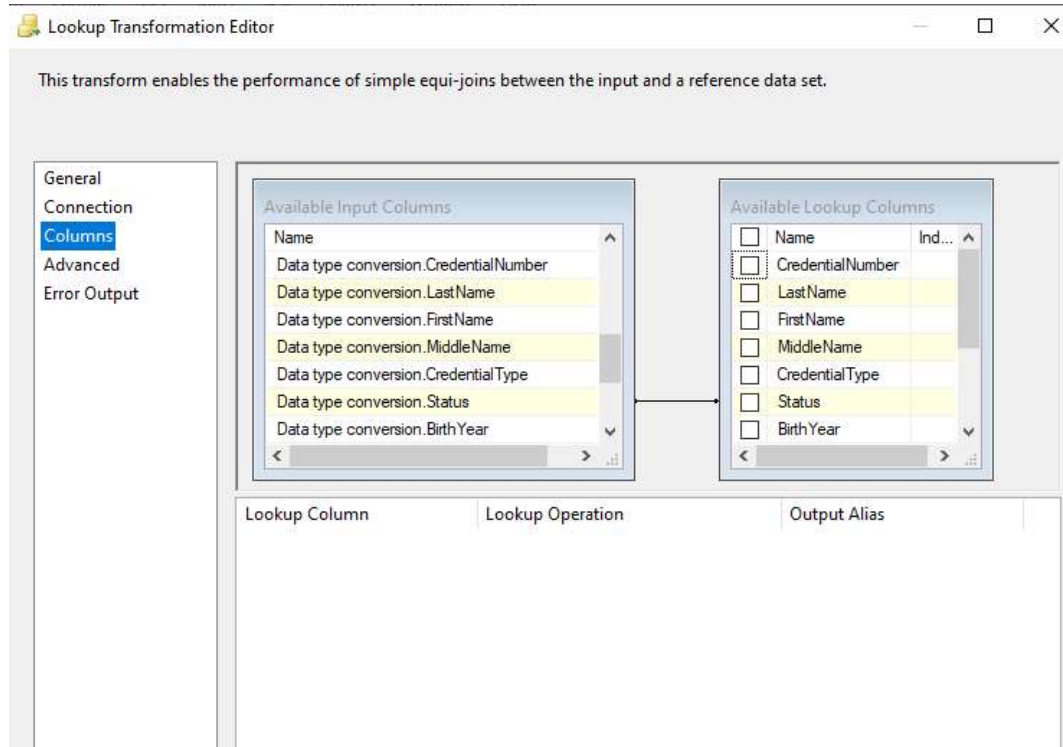 Lookup Transformation Editor
This transform enables the performance of simple equi-joins between the input and a reference data set.
General
Connection
Columns
Advanced
Error Output
Available Input Columns
Name
Data type conversion.CredentialNumber
Data type conversion.LastName
Data type conversion.FirstName
Data type conversion.MiddleName
Data type conversion.CredentialType
Data type conversion.Status
Data type conversion.BirthYear
Available Lookup Columns
Name Ind...
CredentialNumber
LastName
FirstName
MiddleName
CredentialType
Status
BirthYear
Lookup Column Lookup Operation Output Alias